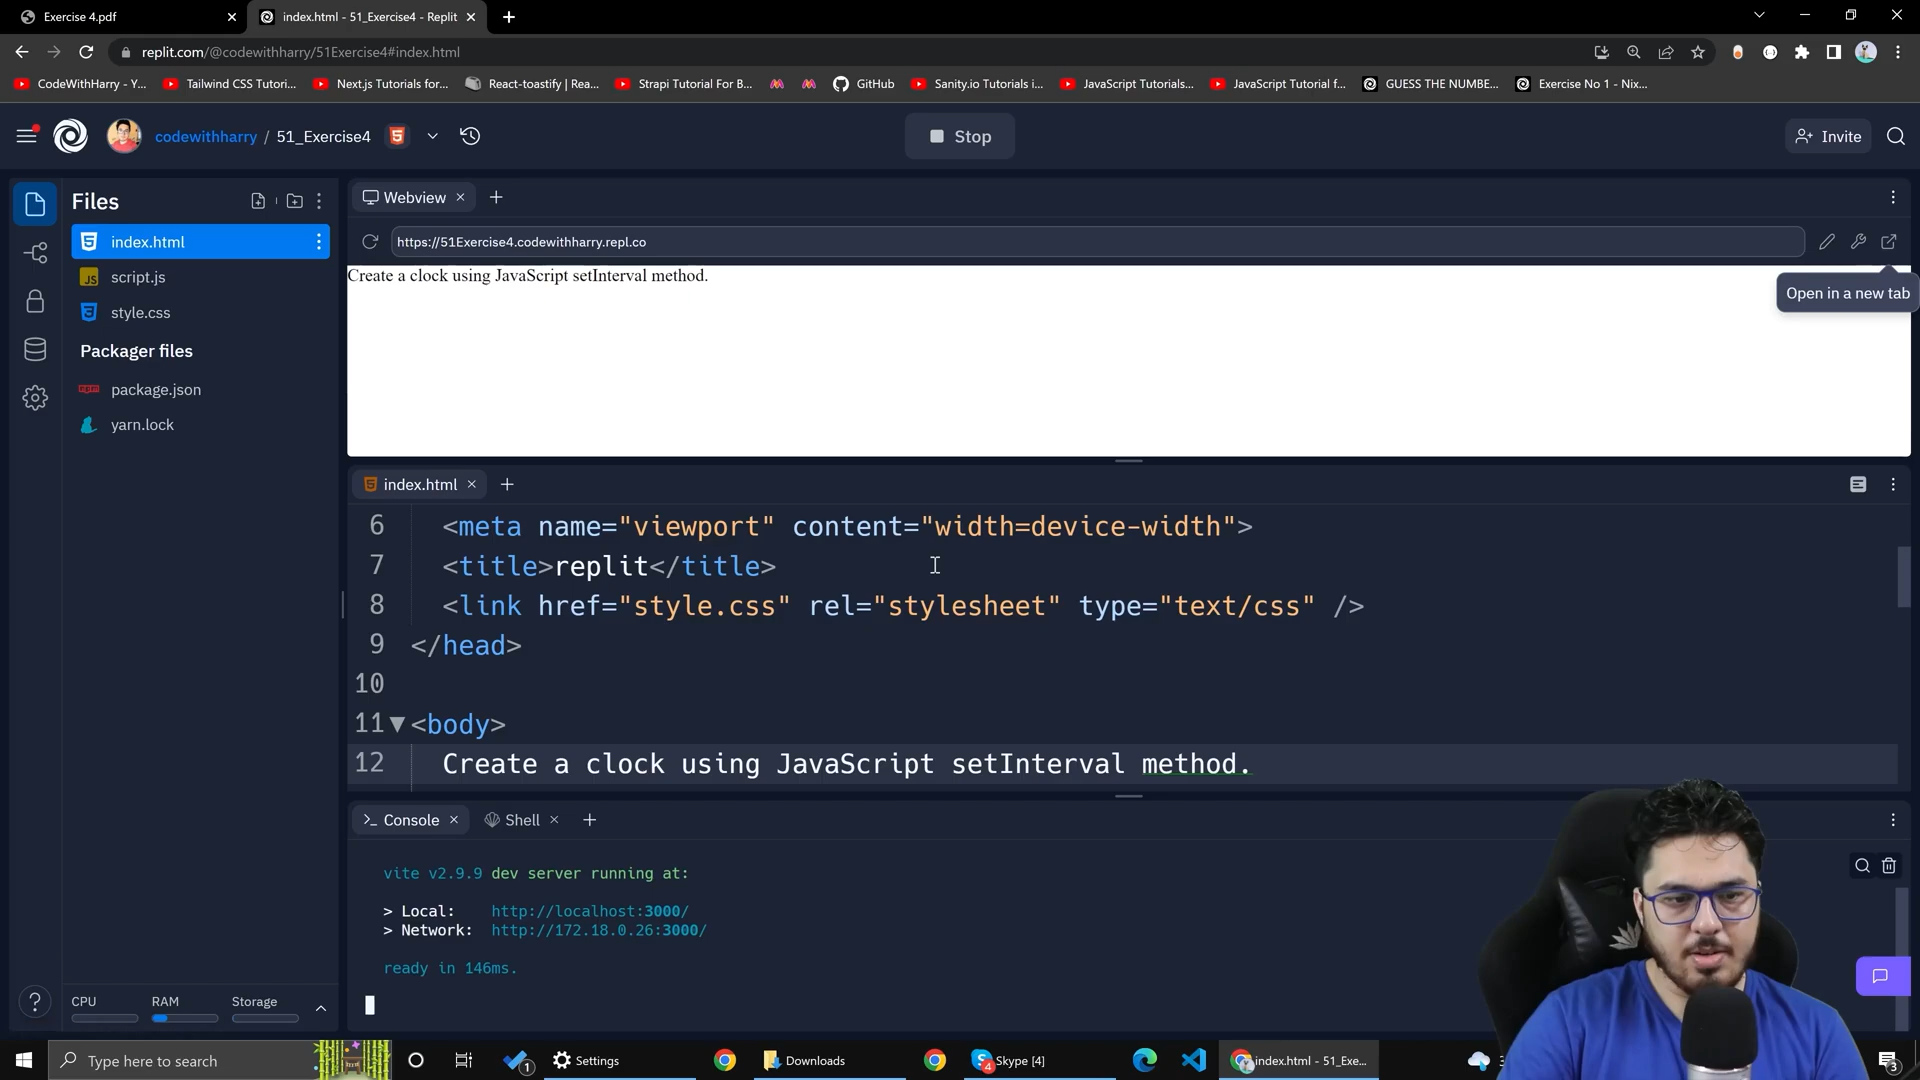 Exercise 4.pdf
index.html - 51_Exercise4 - Replit
replit.com/@codewithharry/51Exercise4#index.html
CodeWithHarry - Y...
Tailwind CSS Tutori...
Next.js Tutorials for...
React-toastify | Rea...
Strapi Tutorial For B...
GitHub
Sanity.io Tutorials i...
JavaScript Tutorials...
JavaScript Tutorial f...
GUESS THE NUMBE...
Exercise No 1 - Nix...
codewithharry / 51_Exercise4
Stop
Invite
Files
index.html
JS script.js
style.css
Packager files
package.json
yarn.lock
Webview
https://51Exercise4.codewithharry.repl.co
Create a clock using JavaScript setInterval method.
Open in a new tab
index.html
6 <meta name="viewport" content="width=device-width">
7 <title>replit</title>
8 <link href="style.css" rel="stylesheet" type="text/css" />
9 </head>
10
11 <body>
12 Create a clock using JavaScript setInterval method.
Console
Shell
vite v2.9.9 dev server running at:
> Local: http://localhost:3000/
> Network: http://172.18.0.26:3000/
ready in 146ms.
CPU
RAM
Storage
Type here to search
1
Settings
Downloads
4
Skype [4]
index.html - 51_Exe...
3